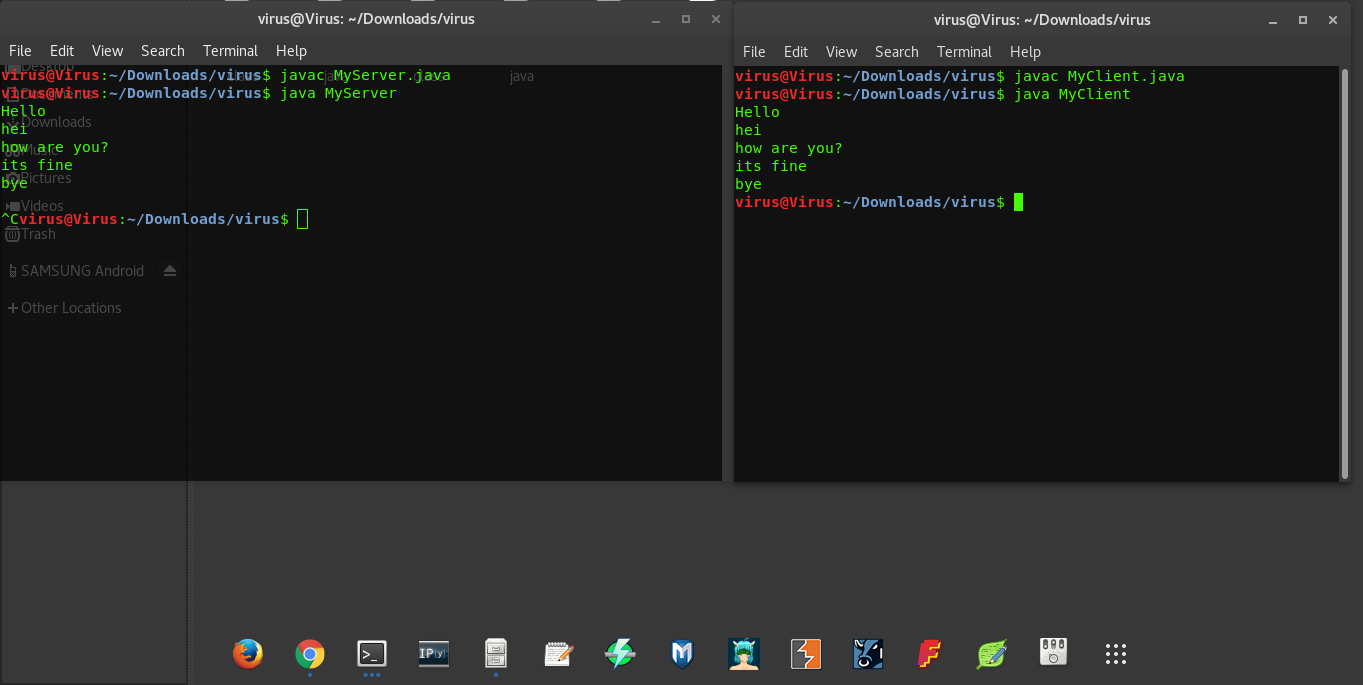 virus@Virus: ~/Downloads/virus
File Edit View Search Terminal Help
virus@Virus:~/Downloads/virus$ javac MyServer.java
virus@Virus:~/Downloads/virus$ java MyServer
Hello
hei
how are you?
its fine
bye
^Cvirus@Virus:~/Downloads/virus$
Desktop
java
Downloads
Music
Pictures
Videos
Trash
SAMSUNG Android
Other Locations
virus@Virus: ~/Downloads/virus
File Edit View Search Terminal Help
virus@Virus:~/Downloads/virus$ javac MyClient.java
virus@Virus:~/Downloads/virus$ java MyClient
Hello
hei
how are you?
its fine
bye
virus@Virus:~/Downloads/virus$
IPy